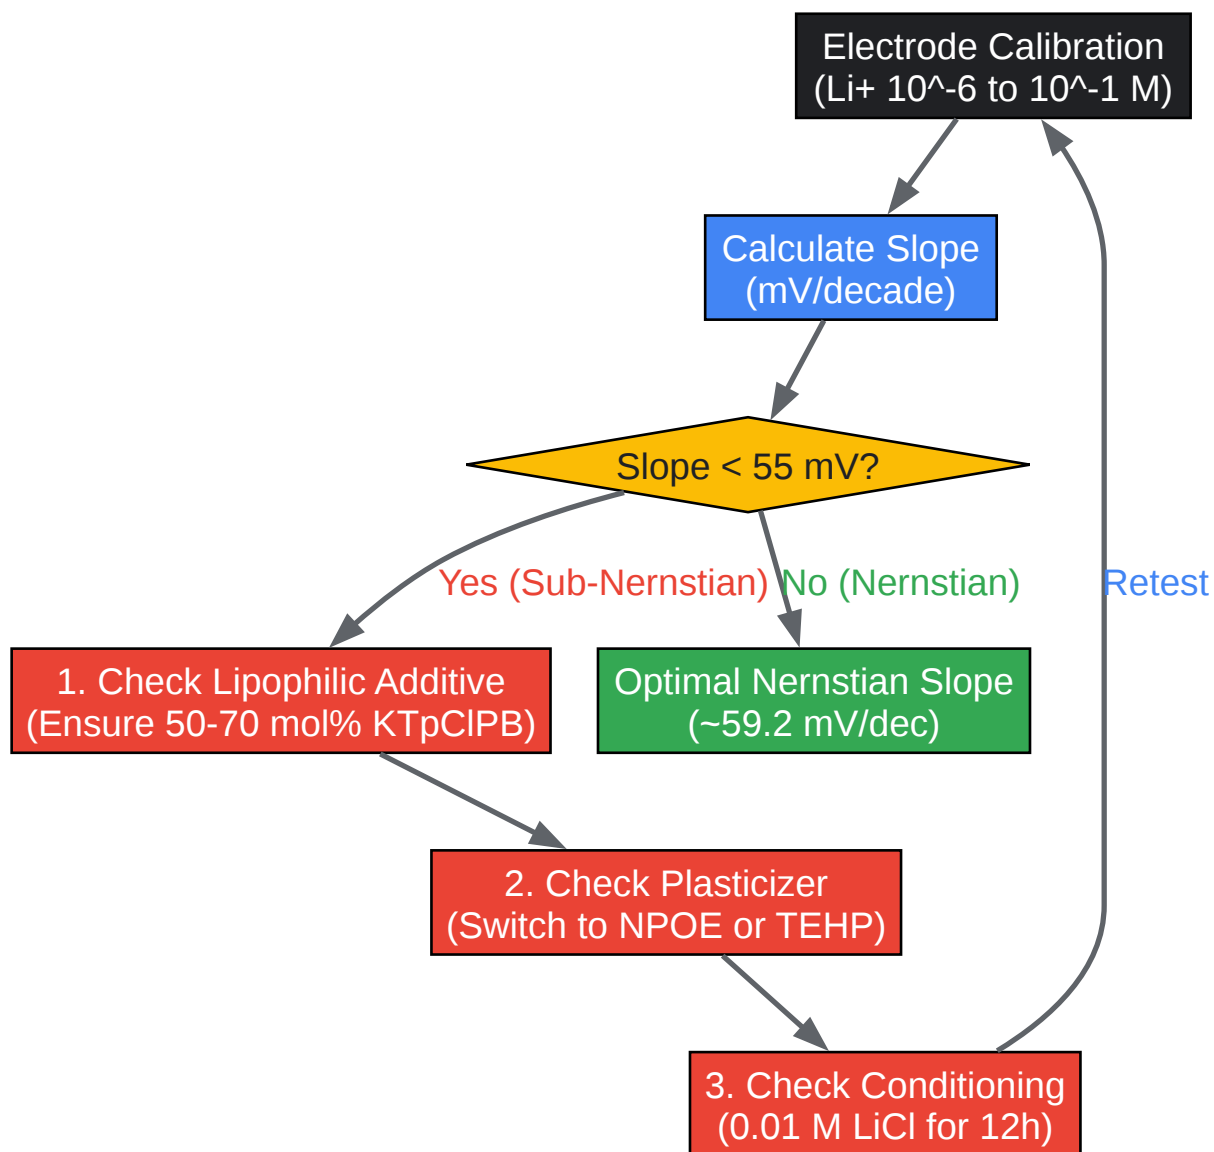 Electrode Calibration
(Li+ 10^-6 to 10^-1 M)
Calculate Slope
(mV/decade)
Slope < 55 mV?
Yes (Sub-Nernstian)
No (Nernstian)
Retest
1. Check Lipophilic Additive
(Ensure 50-70 mol% KTpClPB)
Optimal Nernstian Slope
(~59.2 mV/dec)
2. Check Plasticizer
(Switch to NPOE or TEHP)
3. Check Conditioning
(0.01 M LiCl for 12h)